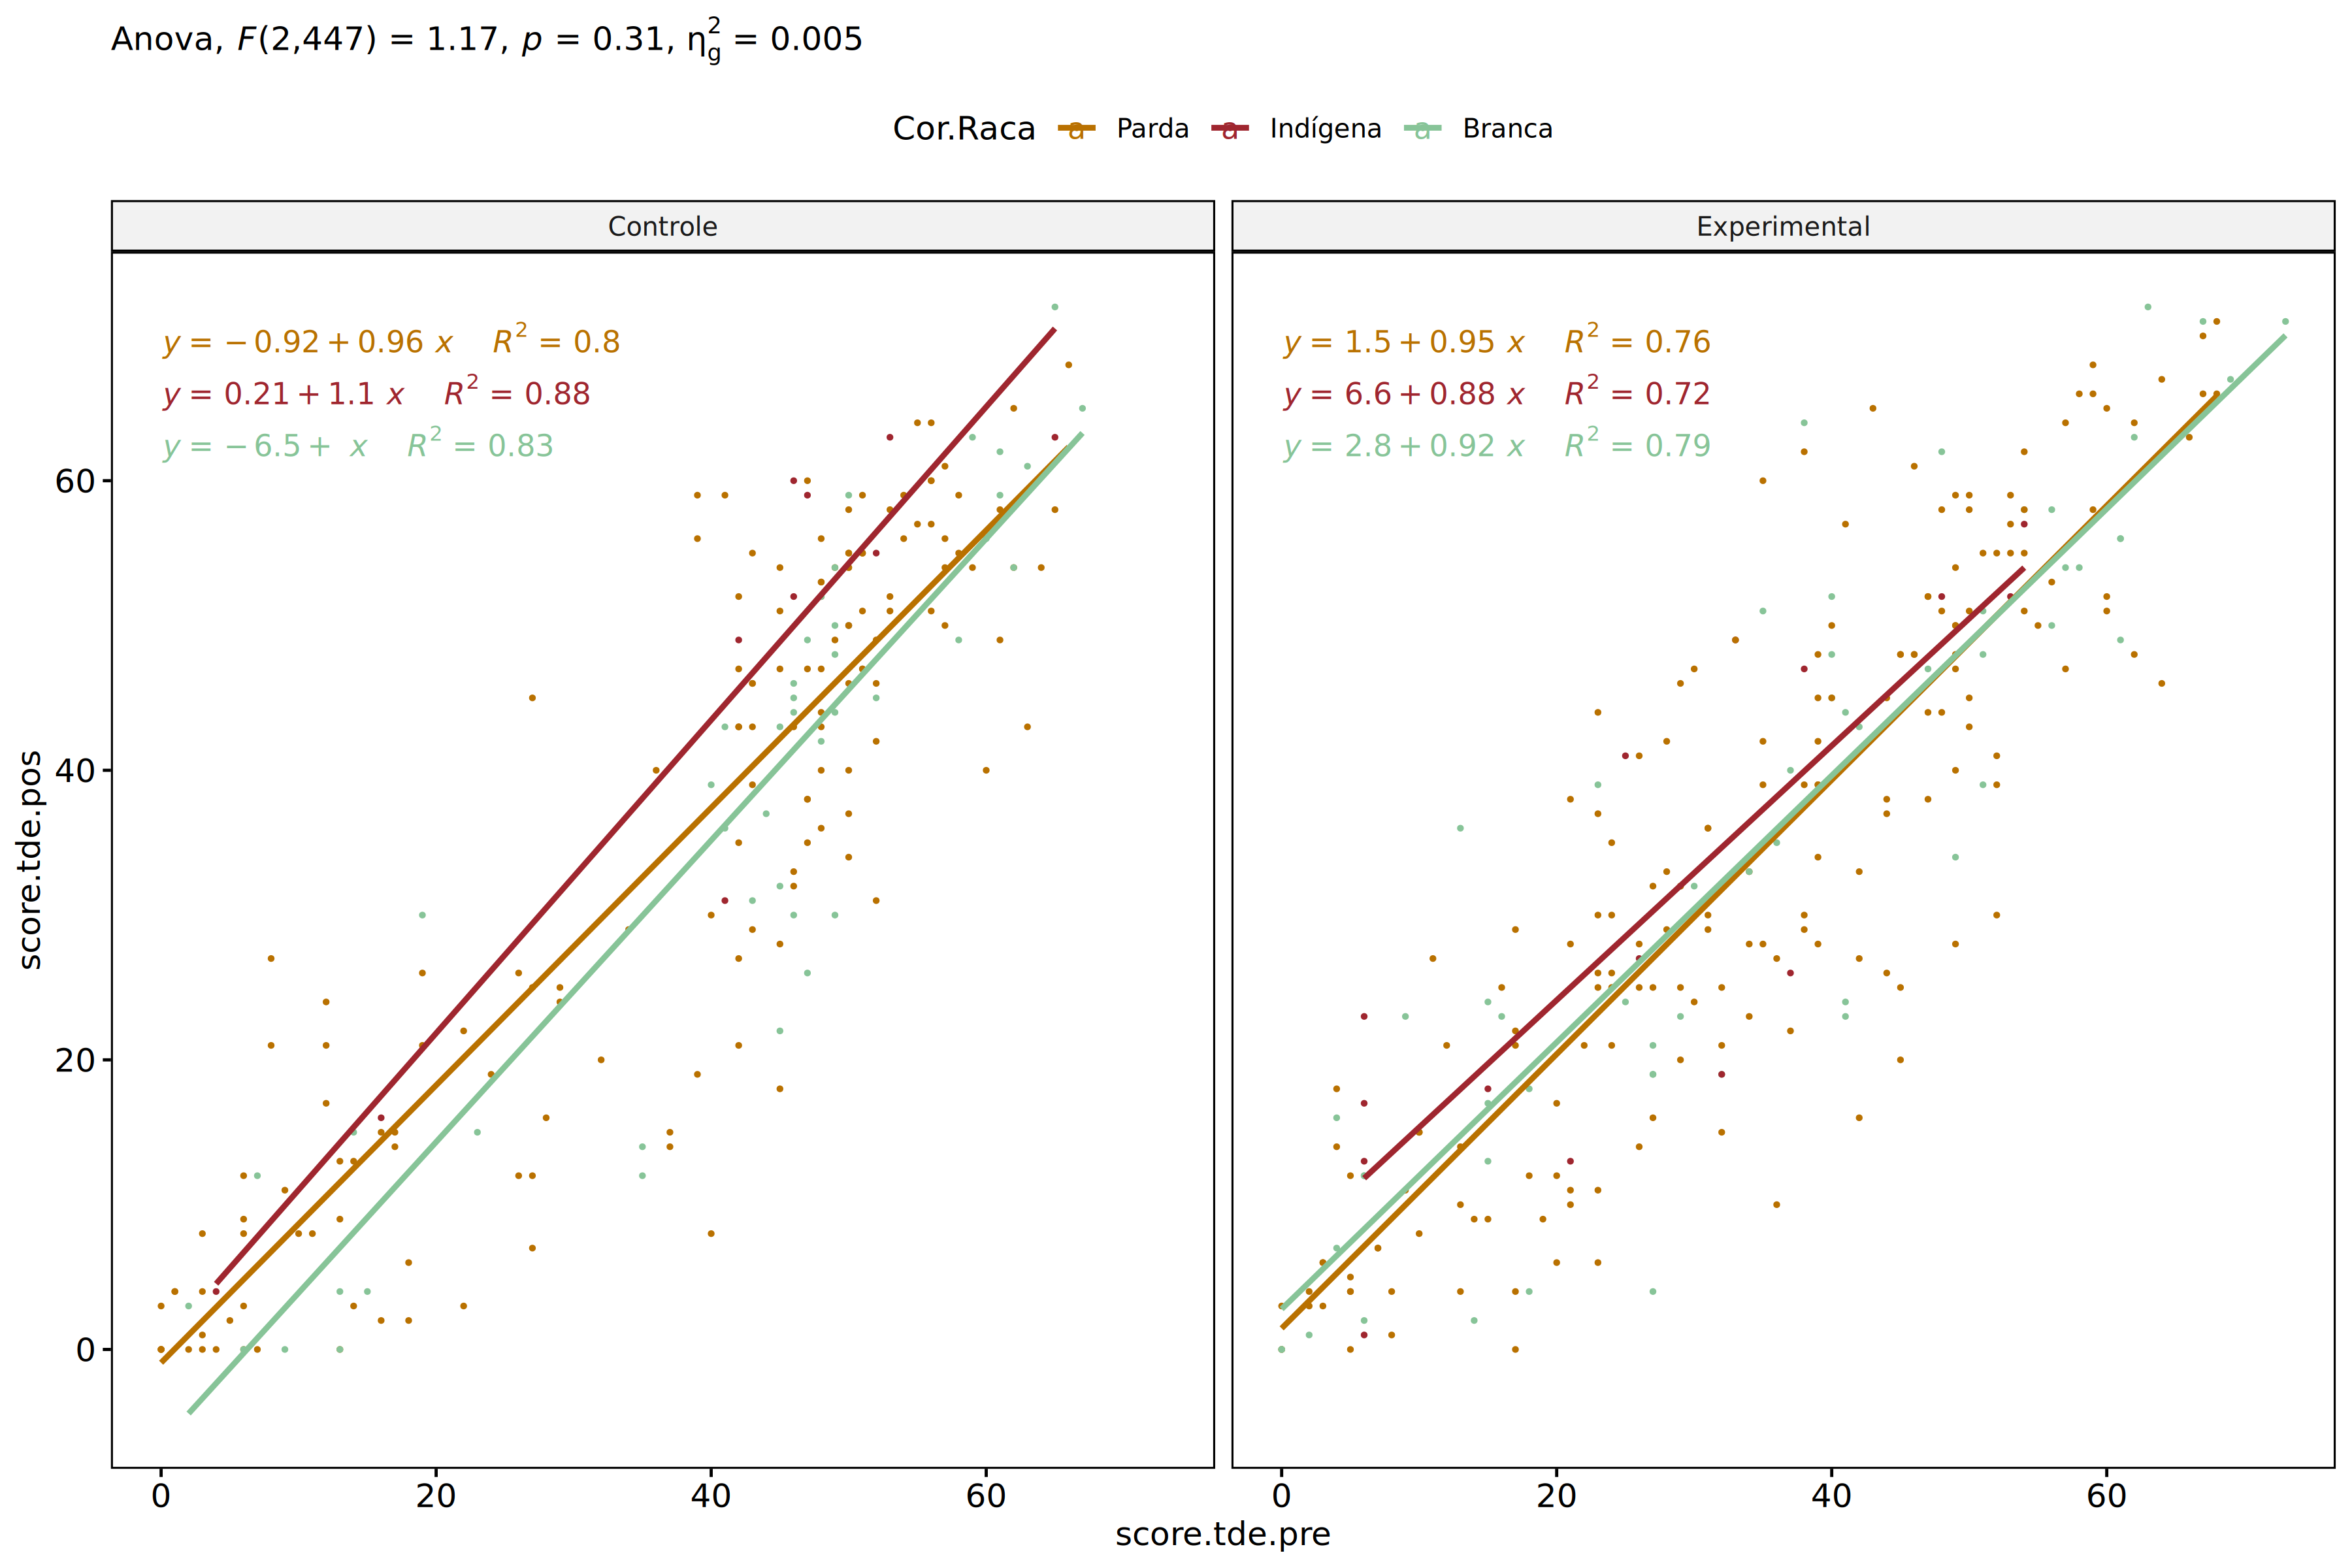 Anova, F(2,447) = 1.17, p = 0.31, η²g = 0.005
Cor.Raca a Parda a Indígena a Branca
Controle
Experimental
y = − 0.92 + 0.96 x R² = 0.8
y = 0.21 + 1.1 x R² = 0.88
y = − 6.5 + x R² = 0.83
y = 1.5 + 0.95 x R² = 0.76
y = 6.6 + 0.88 x R² = 0.72
y = 2.8 + 0.92 x R² = 0.79
score.tde.pos
60
40
20
0
0 20 40 60
0 20 40 60
score.tde.pre